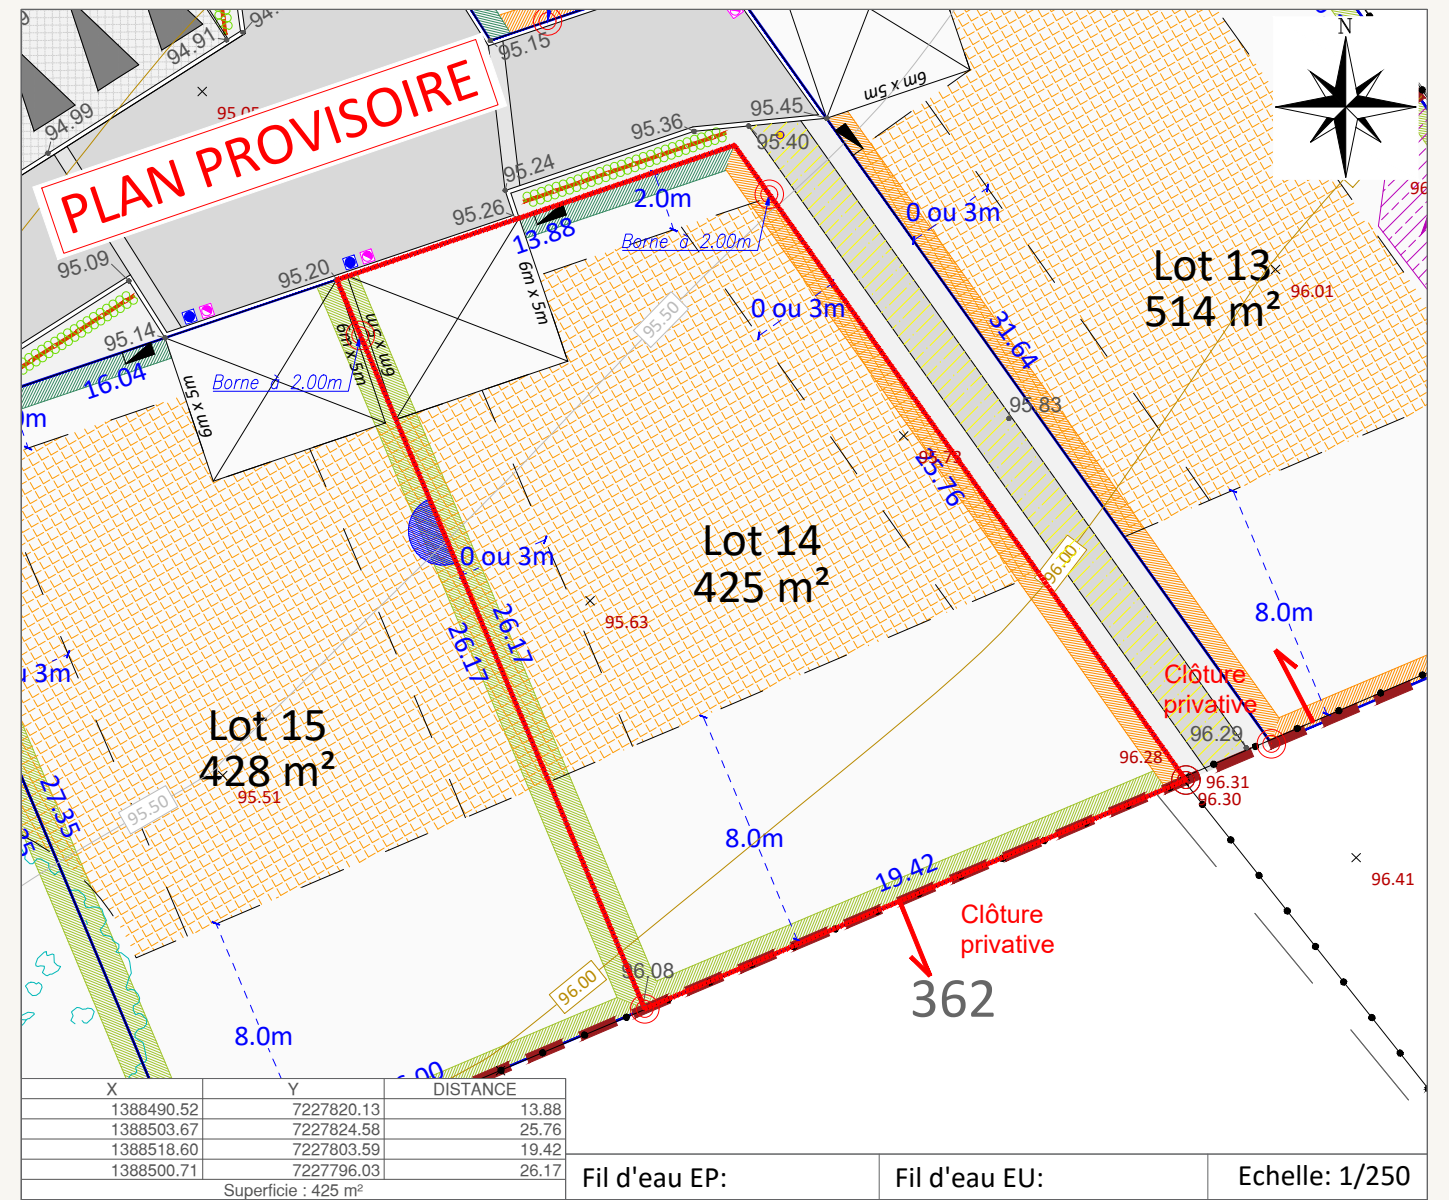 94.91
94.
95.15
N
6m x 5m
94.99
95.05
PLAN PROVISOIRE
95.45
95.36
95.40
95.24
2.0m
0 ou 3m
95.26
13.88
Borne à 2.00m
Lot 13
514 m²
96.01
95.09
95.20
6m x 5m
95.50
0 ou 3m
31.64
95.14
6m x 5m
6m x 5m
16.04
Borne à 2.00m
6m x 5m
95.83
95.73
25.76
Lot 14
425 m²
0 ou 3m
96.00
95.63
8.0m
26.17
26.17
3m
Clôture
privative
Lot 15
428 m²
96.29
96.28
96.31
96.30
95.51
95.50
27.35
8.0m
19.42
96.41
Clôture
privative
96.08
96.00
362
8.0m
X Y DISTANCE
1388490.52 7227820.13 13.88
1388503.67 7227824.58 25.76
1388518.60 7227803.59 19.42
1388500.71 7227796.03 26.17
Superficie : 425 m²
Fil d'eau EP:
Fil d'eau EU:
Echelle: 1/250